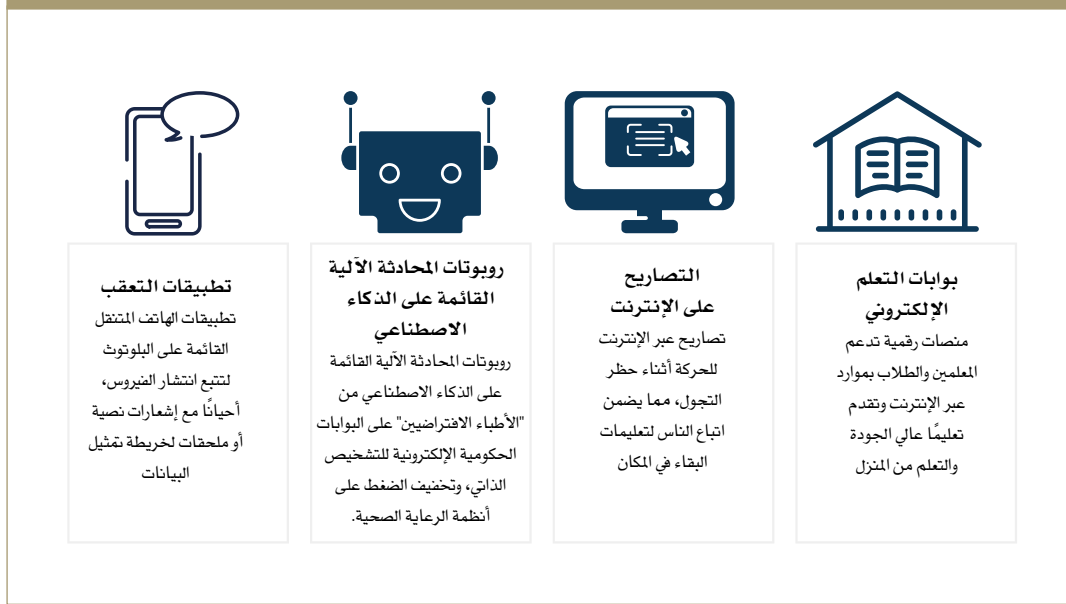 بوابات التعلم
الإلكتروني
منصات رقمية تدعم
المعلمين والطلاب بموارد
عبر الإنترنت وتقدم
تعليمًا عالي الجودة
والتعلم من المنزل
التصاريح
على الإنترنت
تصاريح عبر الإنترنت
للحركة أثناء حظر
التجول، مما يضمن
اتباع الناس لتعليمات
البقاء في المكان
روبوتات المحادثة الآلية
القائمة على الذكاء
الاصطناعي
روبوتات المحادثة الآلية القائمة
على الذكاء الاصطناعي من
"الأطباء الافتراضيين" على البوابات
الحكومية الإلكترونية للتشخيص
الذاتي، وتخفيف الضغط على
أنظمة الرعاية الصحية.
تطبيقات التعقب
تطبيقات الهاتف المتنقل
القائمة على البلوتوث
لتتبع انتشار الفيروس،
أحيانًا مع إشعارات نصية
أو ملحقات لخريطة تمثيل
البيانات